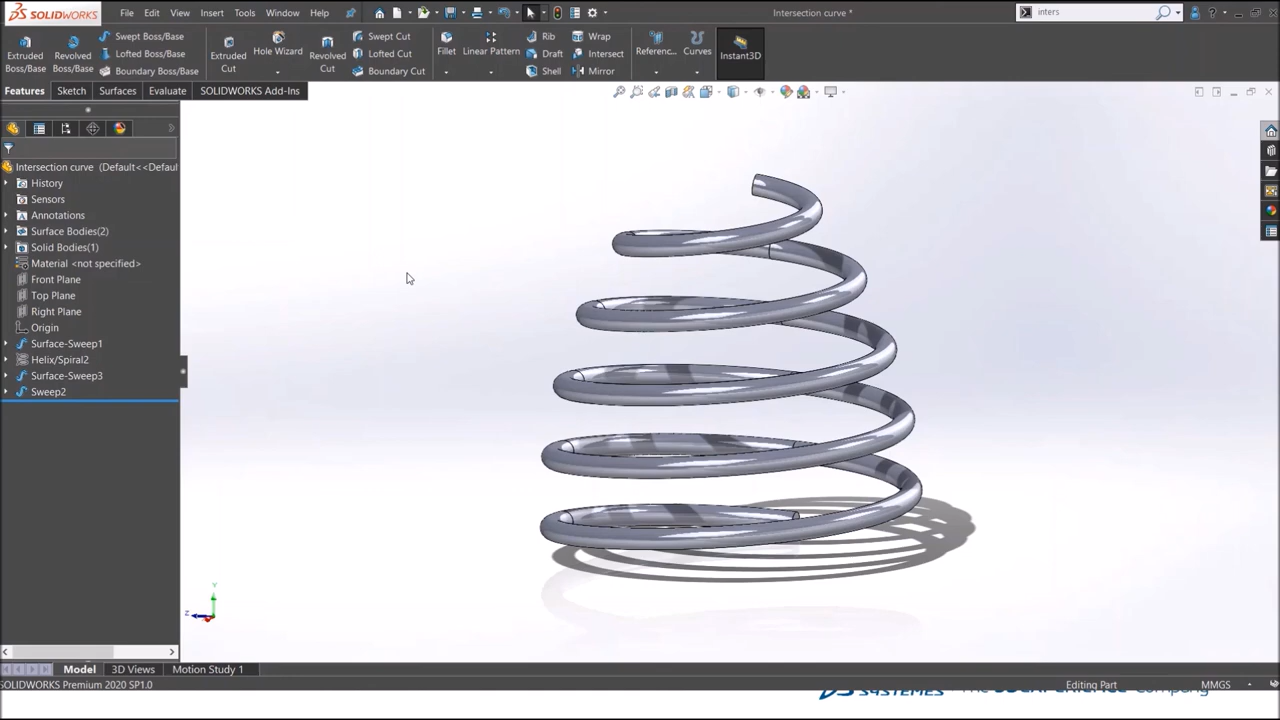 SOLIDWORKS File Edit View Insert Tools Window Help Intersection curve * inters
Extruded Boss/Base Revolved Boss/Base Swept Boss/Base Lofted Boss/Base Boundary Boss/Base Extruded Cut Hole Wizard Revolved Cut Swept Cut Lofted Cut Boundary Cut Fillet Linear Pattern Rib Draft Shell Wrap Intersect Mirror Referenc... Curves Instant3D
Features Sketch Surfaces Evaluate SOLIDWORKS Add-Ins
Intersection curve (Default<<Defaul
History
Sensors
Annotations
Surface Bodies(2)
Solid Bodies(1)
Material <not specified>
Front Plane
Top Plane
Right Plane
Origin
Surface-Sweep1
Helix/Spiral2
Surface-Sweep3
Sweep2
Y
Z
Model 3D Views Motion Study 1
SOLIDWORKS Premium 2020 SP1.0 Editing Part MMGS